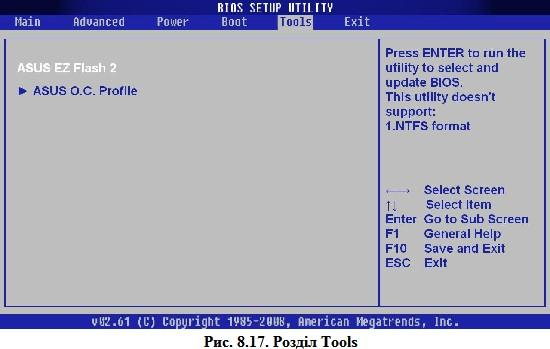 BIOS SETUP UTILITY
Main Advanced Power Boot Tools Exit
ASUS EZ Flash 2
► ASUS O.C. Profile
Press ENTER to run the
utility to select and
update BIOS.
This utility doesn't
support:
1.NTFS format
←→ Select Screen
↑↓ Select Item
Enter Go to Sub Screen
F1 General Help
F10 Save and Exit
ESC Exit
v02.61 (C) Copyright 1985-2008, American Megatrends, Inc.
Рис. 8.17. Розділ Tools